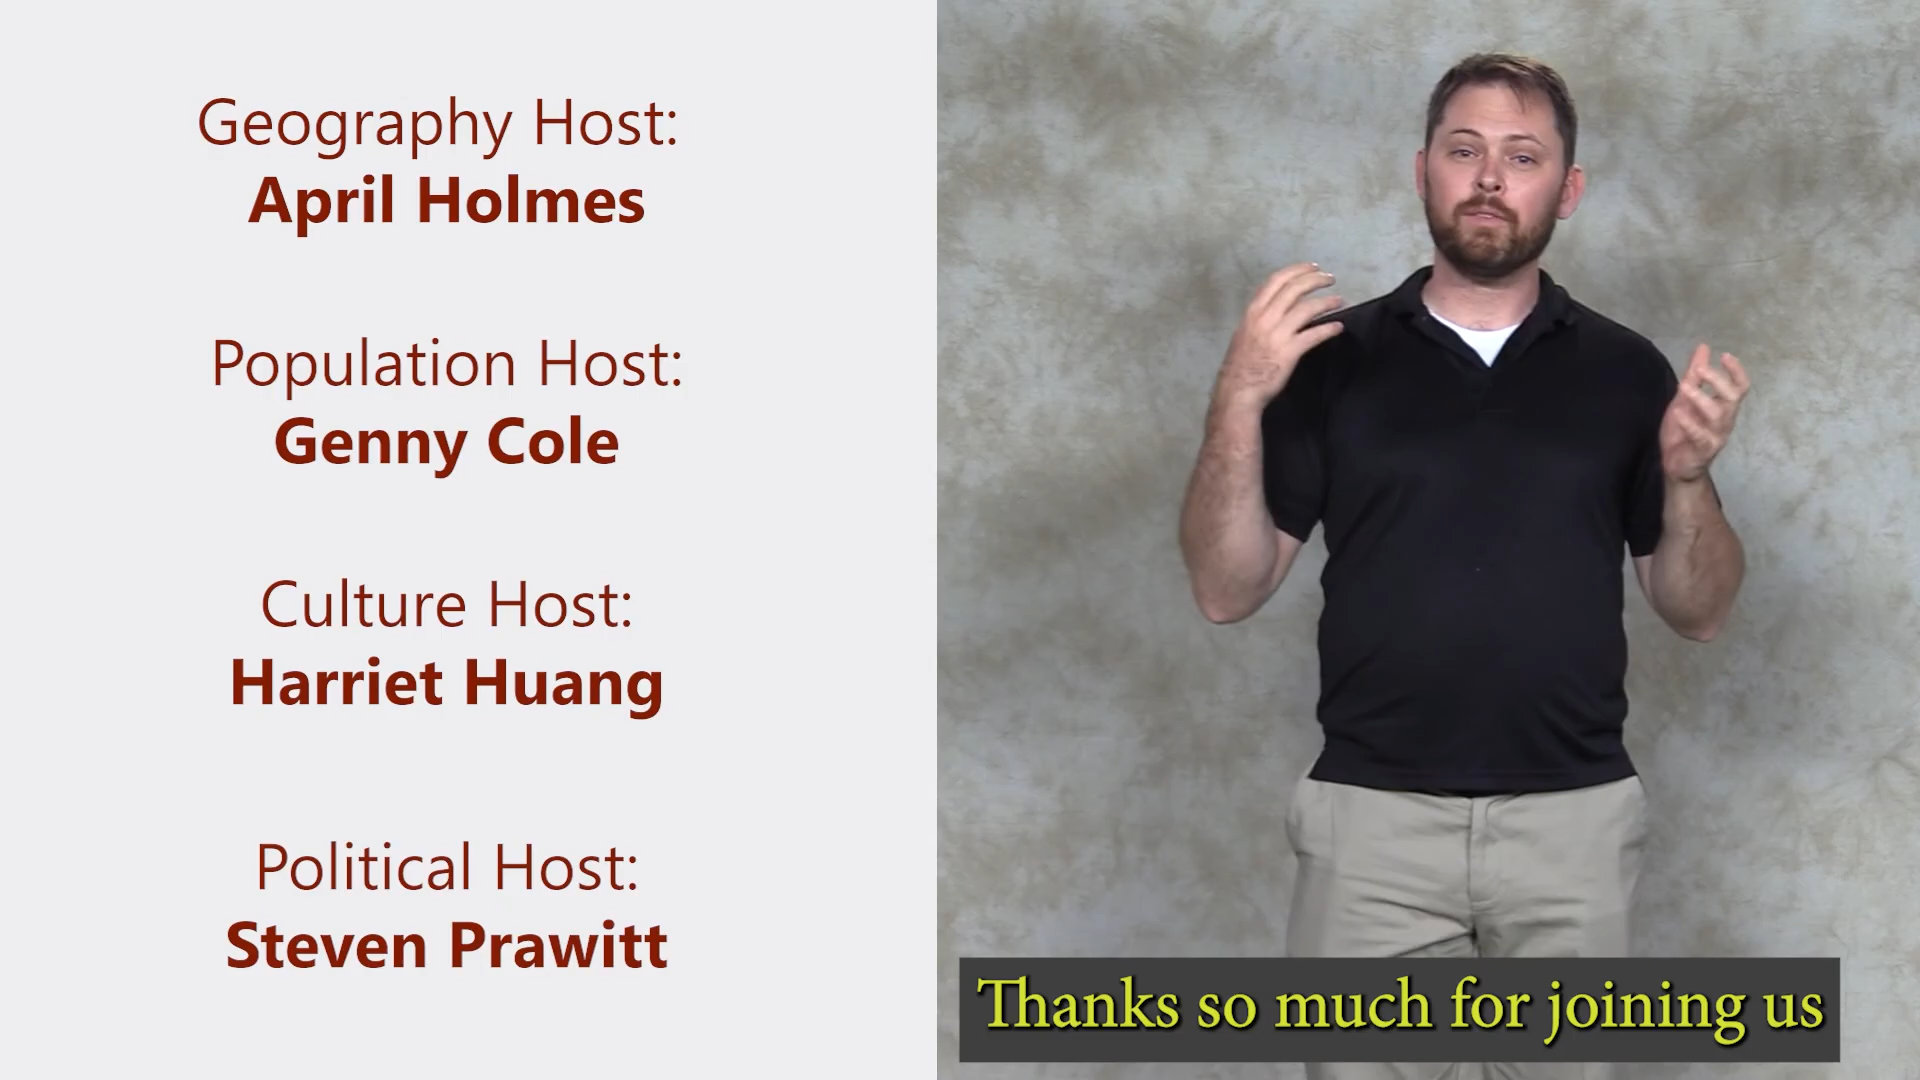 Geography Host:
April Holmes
Population Host:
Genny Cole
Culture Host:
Harriet Huang
Political Host:
Steven Prawitt
Thanks so much for joining us